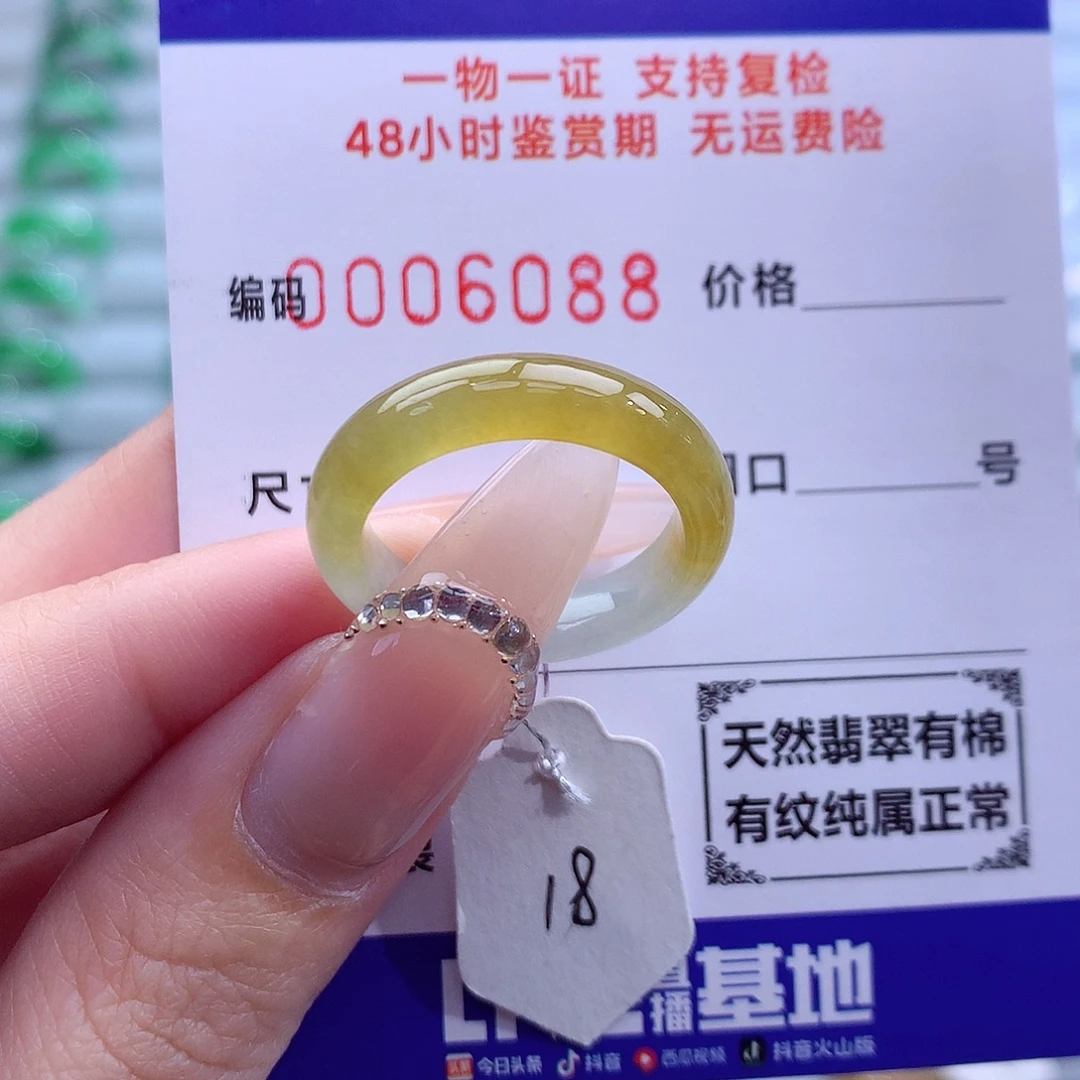 一物一证 支持复检
48小时鉴赏期 无运费险
编码0006088 价格
尺
口 号
天然翡翠有棉
有纹纯属正常
18
播基地
今日头条 抖音 西瓜视频 抖音火山版